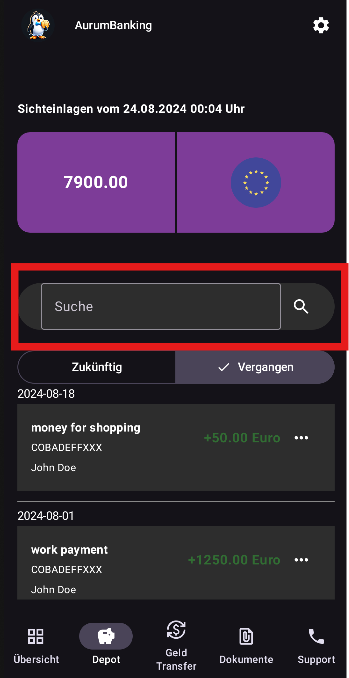 AurumBanking
Sichteinlagen vom 24.08.2024 00:04 Uhr
7900.00
Suche
Zukünftig
Vergangen
2024-08-18
money for shopping
+50.00 Euro
COBADEFFXXX
John Doe
2024-08-01
work payment
+1250.00 Euro
COBADEFFXXX
John Doe
Übersicht
Depot
Geld
Transfer
Dokumente
Support